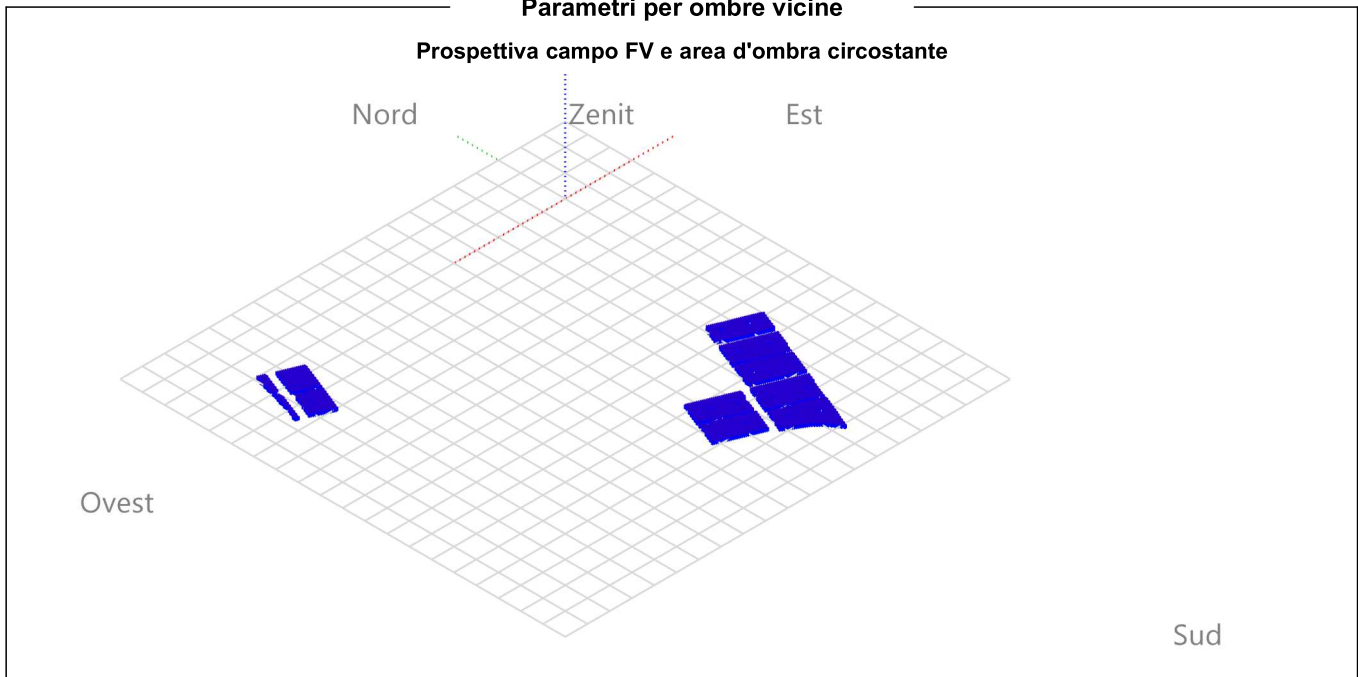 Parametri per ombre vicine
Prospettiva campo FV e area d'ombra circostante
Nord Zenit Est
Ovest
Sud